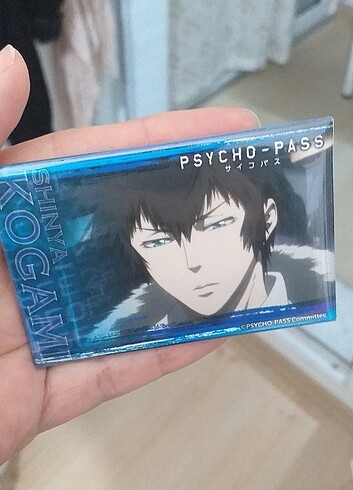 PSYCHO-PASS
サイコパス
SHINYA
KOGAMI
©PSYCHO-PASS Committee